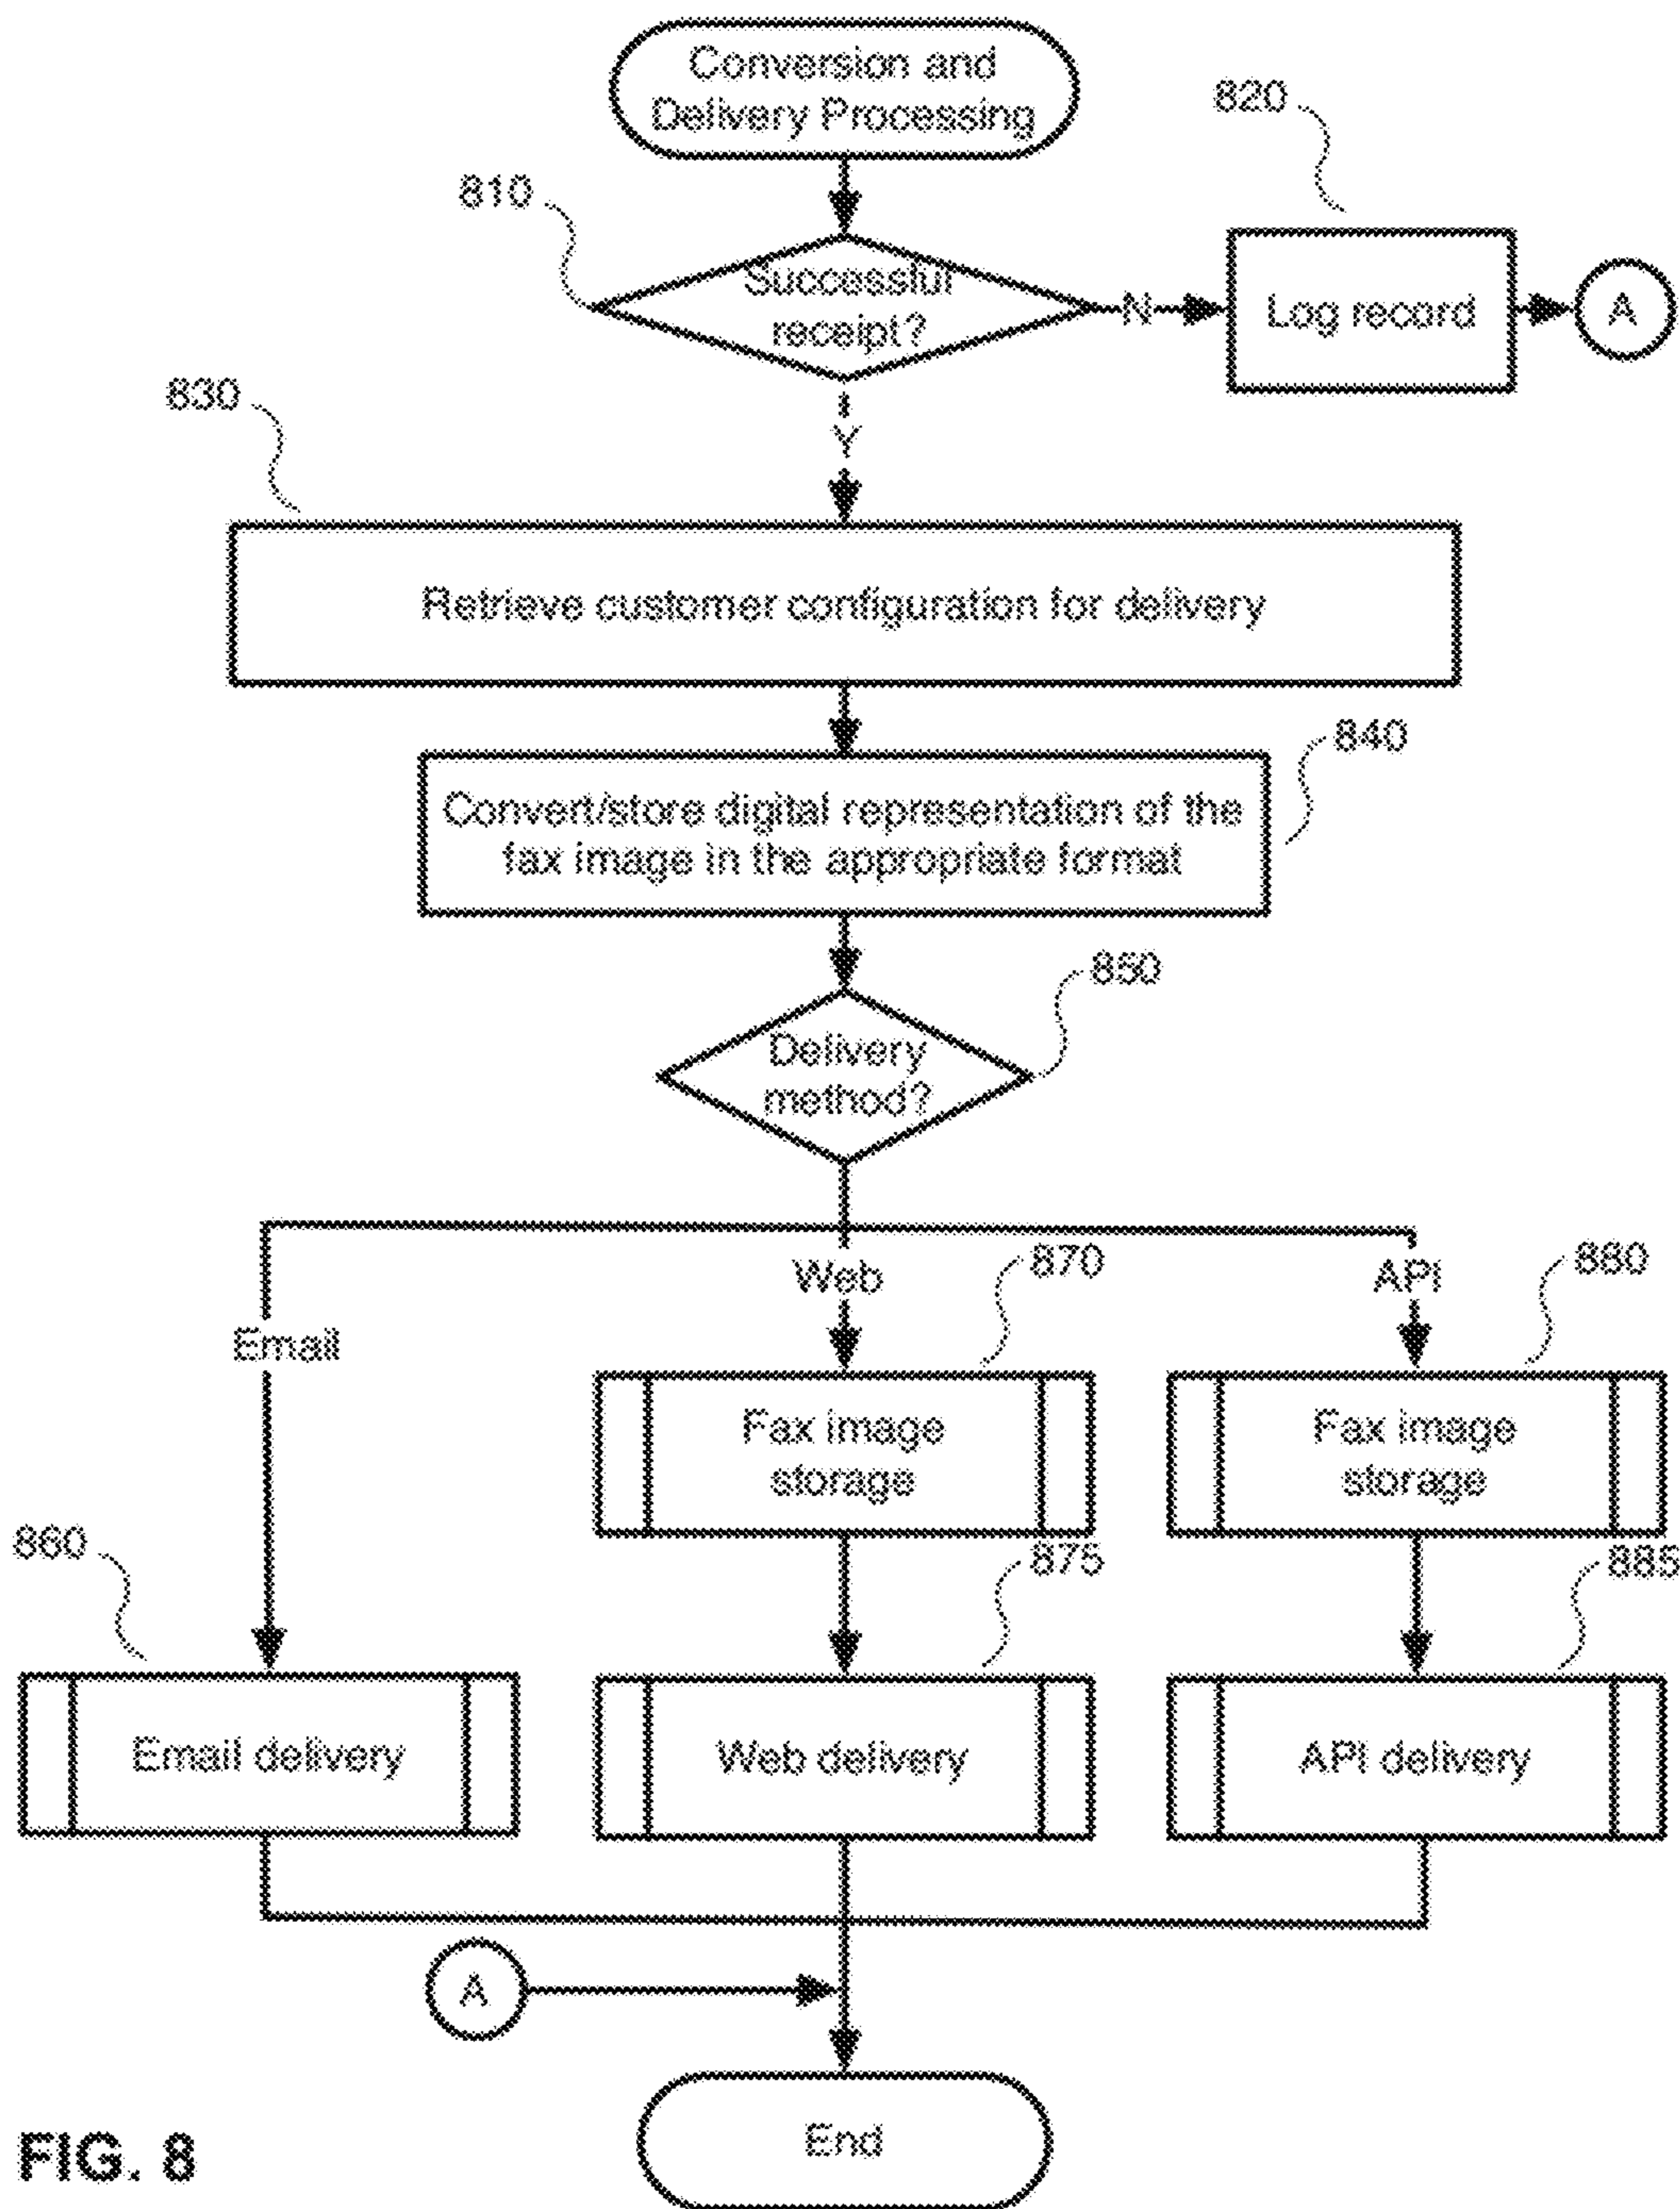 Conversion and
Delivery Processing
820
810
Successful
receipt?
N
Log record
A
830
Y
Retrieve customer configuration for delivery
840
Convert/store digital representation of the
fax image in the appropriate format
850
Delivery
method?
Web
870
API
880
Email
Fax image
storage
Fax image
storage
860
875
885
Email delivery
Web delivery
API delivery
A
End
FIG. 8